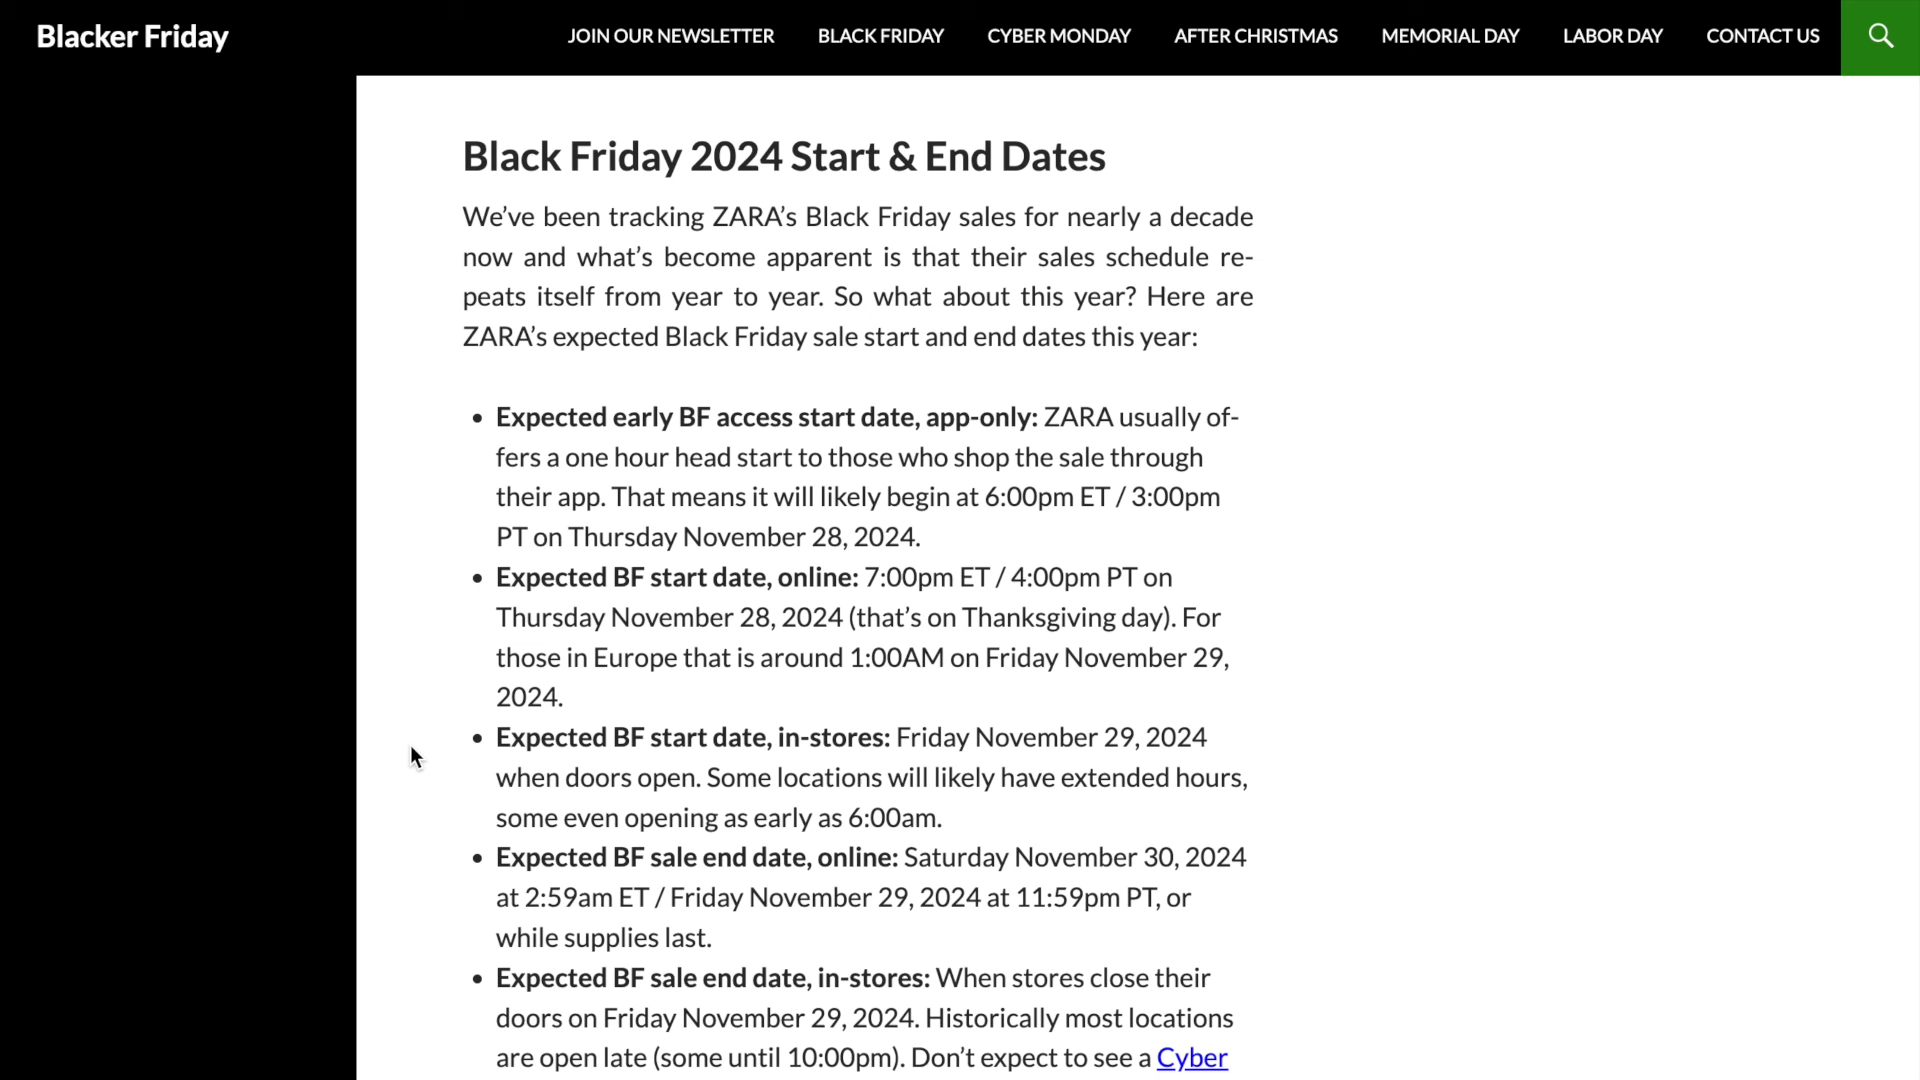 Blacker Friday
JOIN OUR NEWSLETTER BLACK FRIDAY CYBER MONDAY AFTER CHRISTMAS MEMORIAL DAY LABOR DAY CONTACT US
Black Friday 2024 Start & End Dates
We’ve been tracking ZARA’s Black Friday sales for nearly a decade
now and what’s become apparent is that their sales schedule re-
peats itself from year to year. So what about this year? Here are
ZARA’s expected Black Friday sale start and end dates this year:
• Expected early BF access start date, app-only: ZARA usually of-
fers a one hour head start to those who shop the sale through
their app. That means it will likely begin at 6:00pm ET / 3:00pm
PT on Thursday November 28, 2024.
• Expected BF start date, online: 7:00pm ET / 4:00pm PT on
Thursday November 28, 2024 (that’s on Thanksgiving day). For
those in Europe that is around 1:00AM on Friday November 29,
2024.
• Expected BF start date, in-stores: Friday November 29, 2024
when doors open. Some locations will likely have extended hours,
some even opening as early as 6:00am.
• Expected BF sale end date, online: Saturday November 30, 2024
at 2:59am ET / Friday November 29, 2024 at 11:59pm PT, or
while supplies last.
• Expected BF sale end date, in-stores: When stores close their
doors on Friday November 29, 2024. Historically most locations
are open late (some until 10:00pm). Don’t expect to see a Cyber